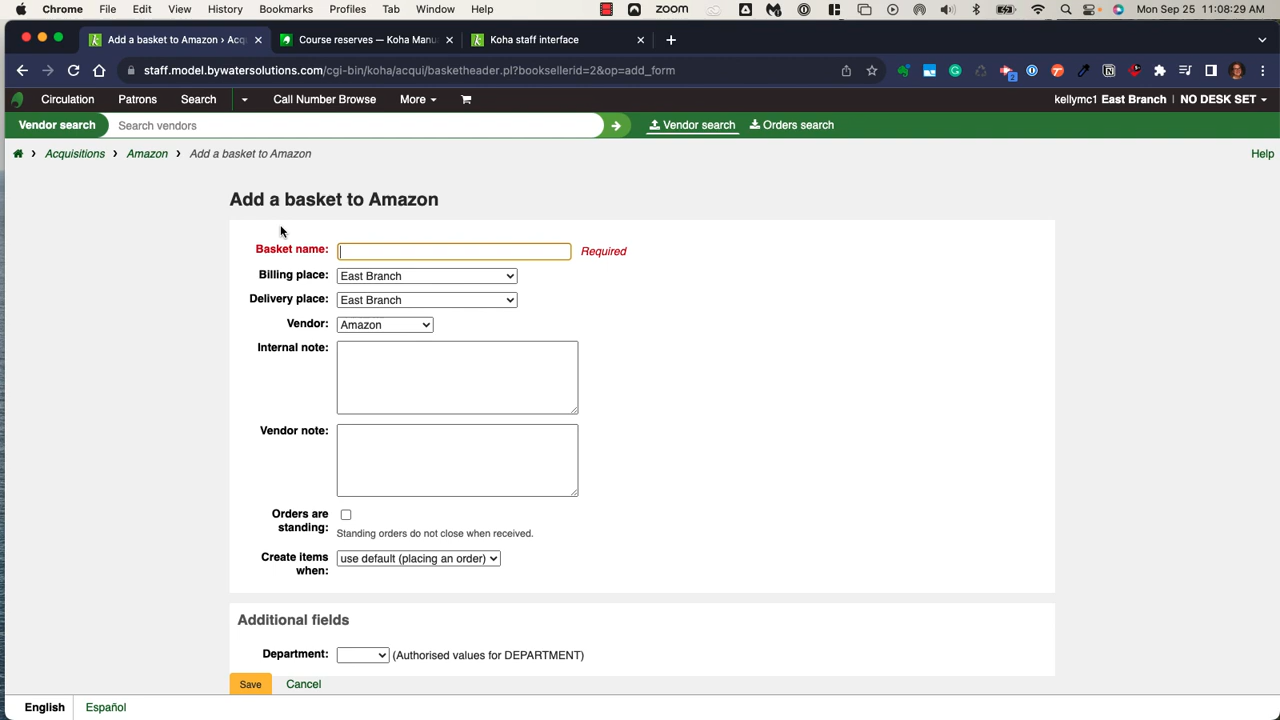 Chrome File Edit View History Bookmarks Profiles Tab Window Help zoom Mon Sep 25 11:08:29 AM
Add a basket to Amazon › Acq Course reserves — Koha Manu Koha staff interface
staff.model.bywatersolutions.com/cgi-bin/koha/acqui/basketheader.pl?booksellerid=2&op=add_form 2
Circulation Patrons Search Call Number Browse More kellymc1 East Branch | NO DESK SET
Vendor search Search vendors Vendor search Orders search
Acquisitions › Amazon › Add a basket to Amazon Help
Add a basket to Amazon
Basket name: Required
Billing place: East Branch
Delivery place: East Branch
Vendor: Amazon
Internal note:
Vendor note:
Orders are standing:
Standing orders do not close when received.
Create items when: use default (placing an order)
Additional fields
Department: (Authorised values for DEPARTMENT)
Save Cancel
English Español